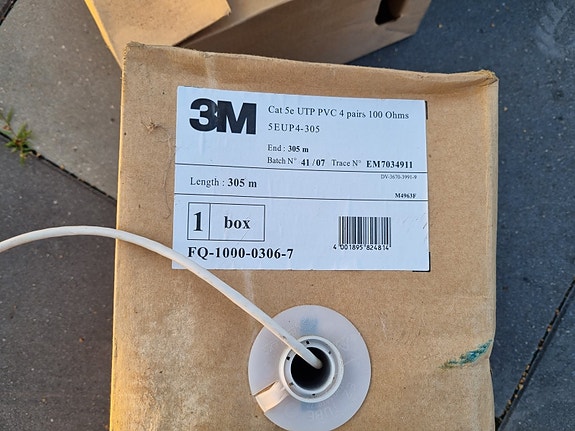 3M
Cat 5e UTP PVC 4 pairs 100 Ohms
5EUP4-305
End : 305 m
Batch N° 41 / 07 Trace N° EM7034911
DV-5670-3991-9
Length : 305 m
M4963F
1 box
FQ-1000-0306-7
4 001895 824814